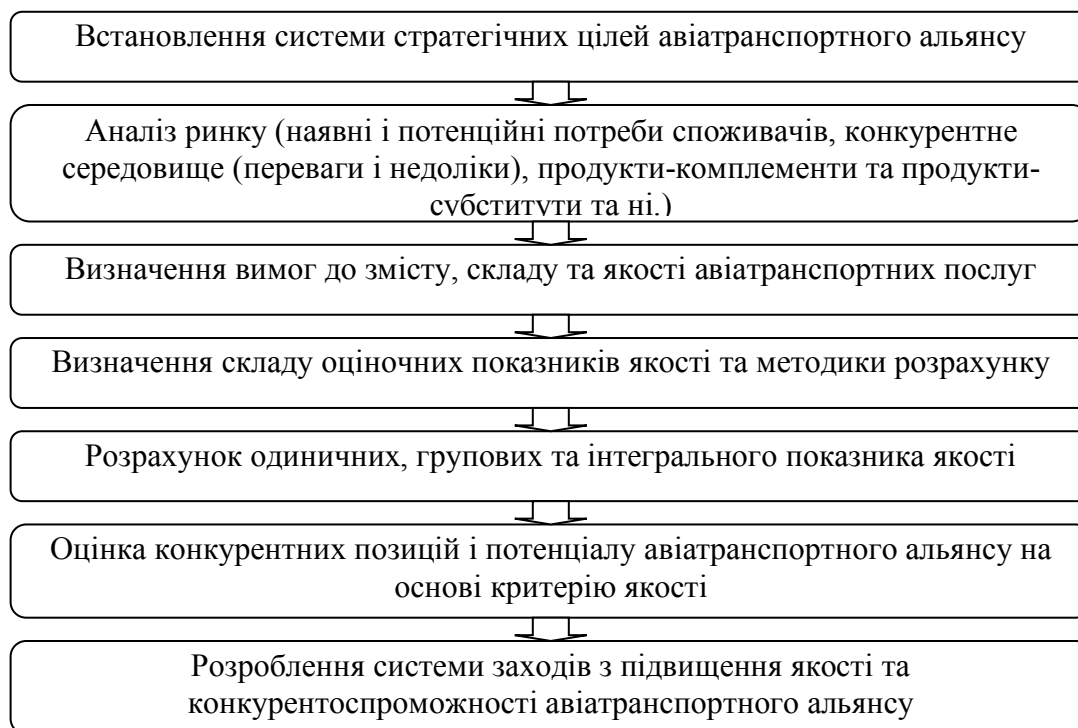 Встановлення системи стратегічних цілей авіатранспортного альянсу
Аналіз ринку (наявні і потенційні потреби споживачів, конкурентне
середовище (переваги і недоліки), продукти-комплементи та продукти-
субститути та ні.)
Визначення вимог до змісту, складу та якості авіатранспортних послуг
Визначення складу оціночних показників якості та методики розрахунку
Розрахунок одиничних, групових та інтегрального показника якості
Оцінка конкурентних позицій і потенціалу авіатранспортного альянсу на
основі критерію якості
Розроблення системи заходів з підвищення якості та
конкурентоспроможності авіатранспортного альянсу